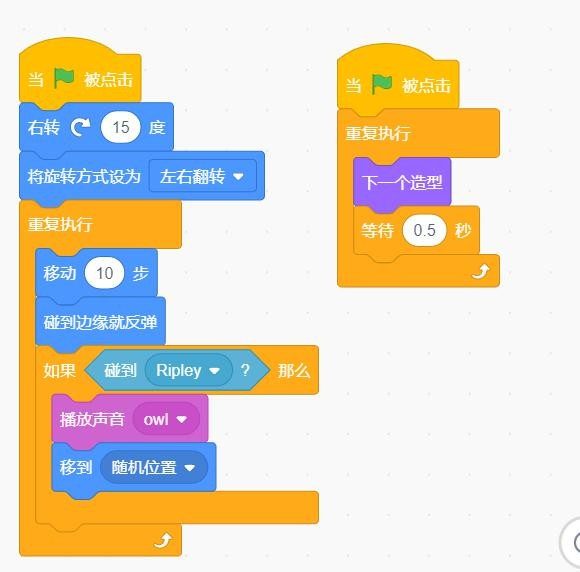 当 被点击
右转 15 度
将旋转方式设为 左右翻转
重复执行
移动 10 步
碰到边缘就反弹
如果 碰到 Ripley ? 那么
播放声音 owl
移到 随机位置
当 被点击
重复执行
下一个造型
等待 0.5 秒